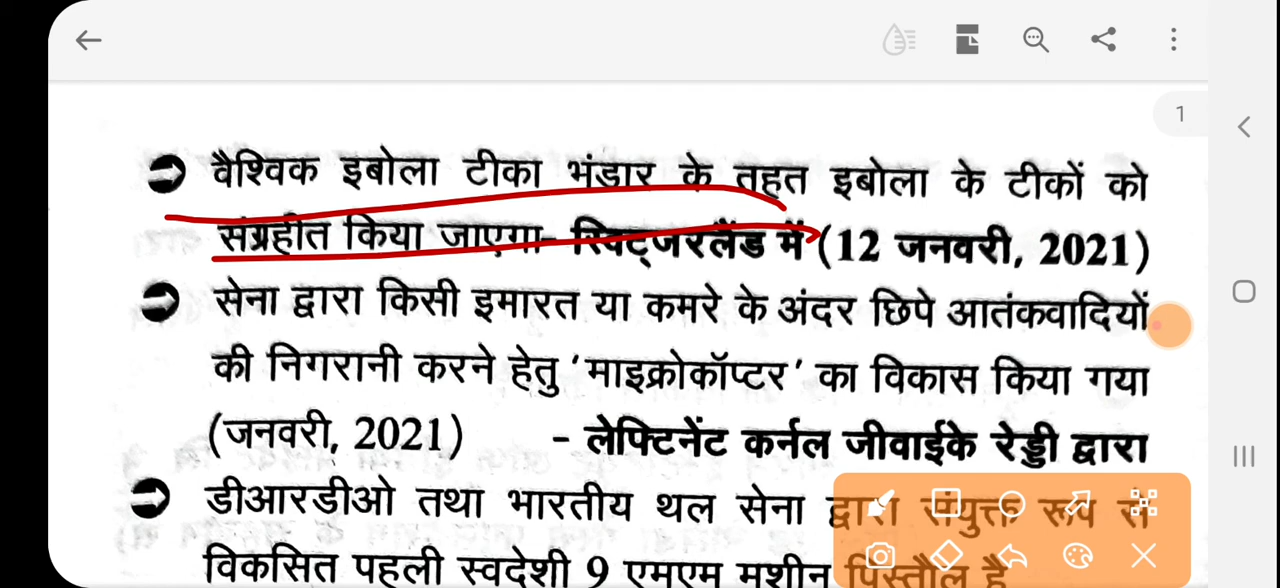 1
वैश्विक इबोला टीका भंडार के तहत इबोला के टीकों को
संग्रहीत किया जाएगा- स्विट्जरलैंड में (12 जनवरी, 2021)
सेना द्वारा किसी इमारत या कमरे के अंदर छिपे आतंकवादियों
की निगरानी करने हेतु 'माइक्रोकॉप्टर' का विकास किया गया
(जनवरी, 2021) - लेफ्टिनेंट कर्नल जीवाईके रेड्डी द्वारा
डीआरडीओ तथा भारतीय थल सेना द्वारा संयुक्त रूप से
विकसित पहली स्वदेशी 9 एमएम मशीन पिस्तौल है